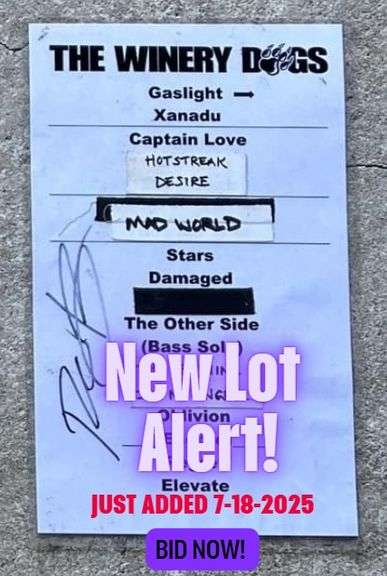 THE WINERY DOGS
Gaslight →
Xanadu
Captain Love
HOTSTREAK
DESIRE
MAD WORLD
Stars
Damaged
The Other Side
(Bass Solo)
New Lot
Oblivion
Alert!
Elevate
JUST ADDED 7-18-2025
BID NOW!